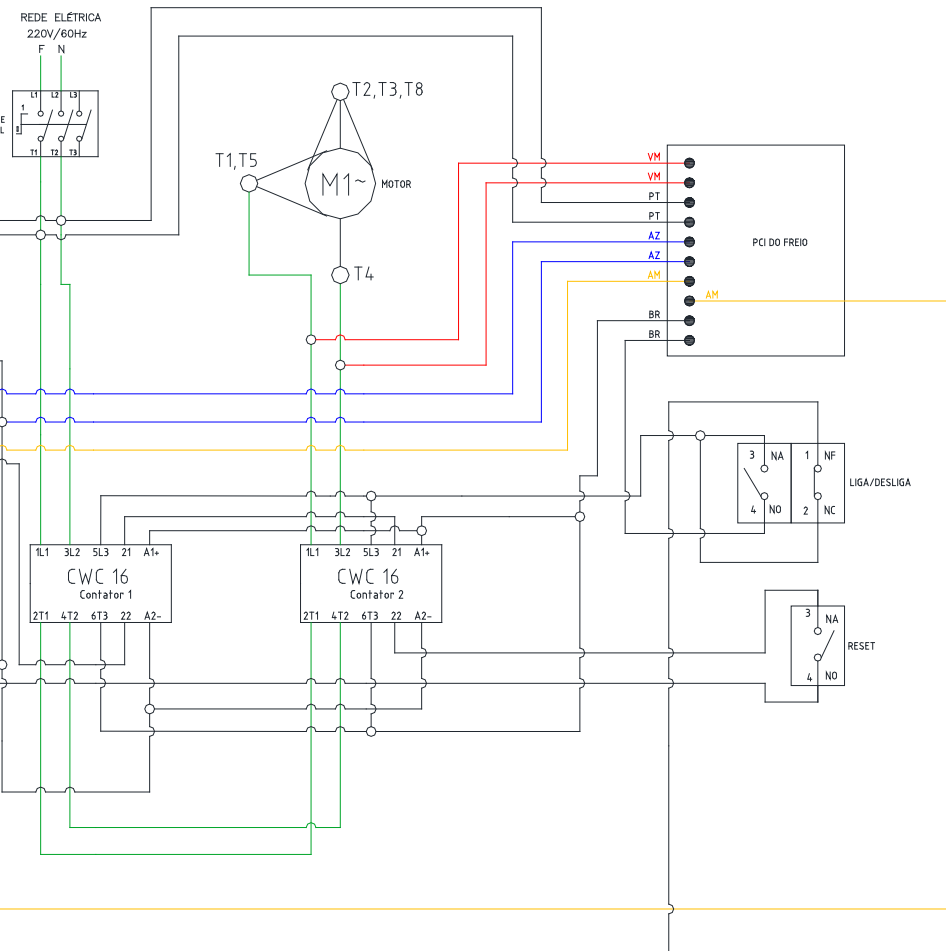 REDE ELÉTRICA
220V/60Hz
F N
L1 L2 L3
1
E
L
T1 T2 T3
T2,T3,T8
T1,T5
M1~ MOTOR
T4
VM
VM
PT
PT
AZ
AZ
AM
AM
BR
BR
PCI DO FREIO
3 NA
4 NO
1 NF
2 NC
LIGA/DESLIGA
1L1 3L2 5L3 21 A1+
CWC 16
Contator 1
2T1 4T2 6T3 22 A2-
1L1 3L2 5L3 21 A1+
CWC 16
Contator 2
2T1 4T2 6T3 22 A2-
3 NA
4 NO
RESET